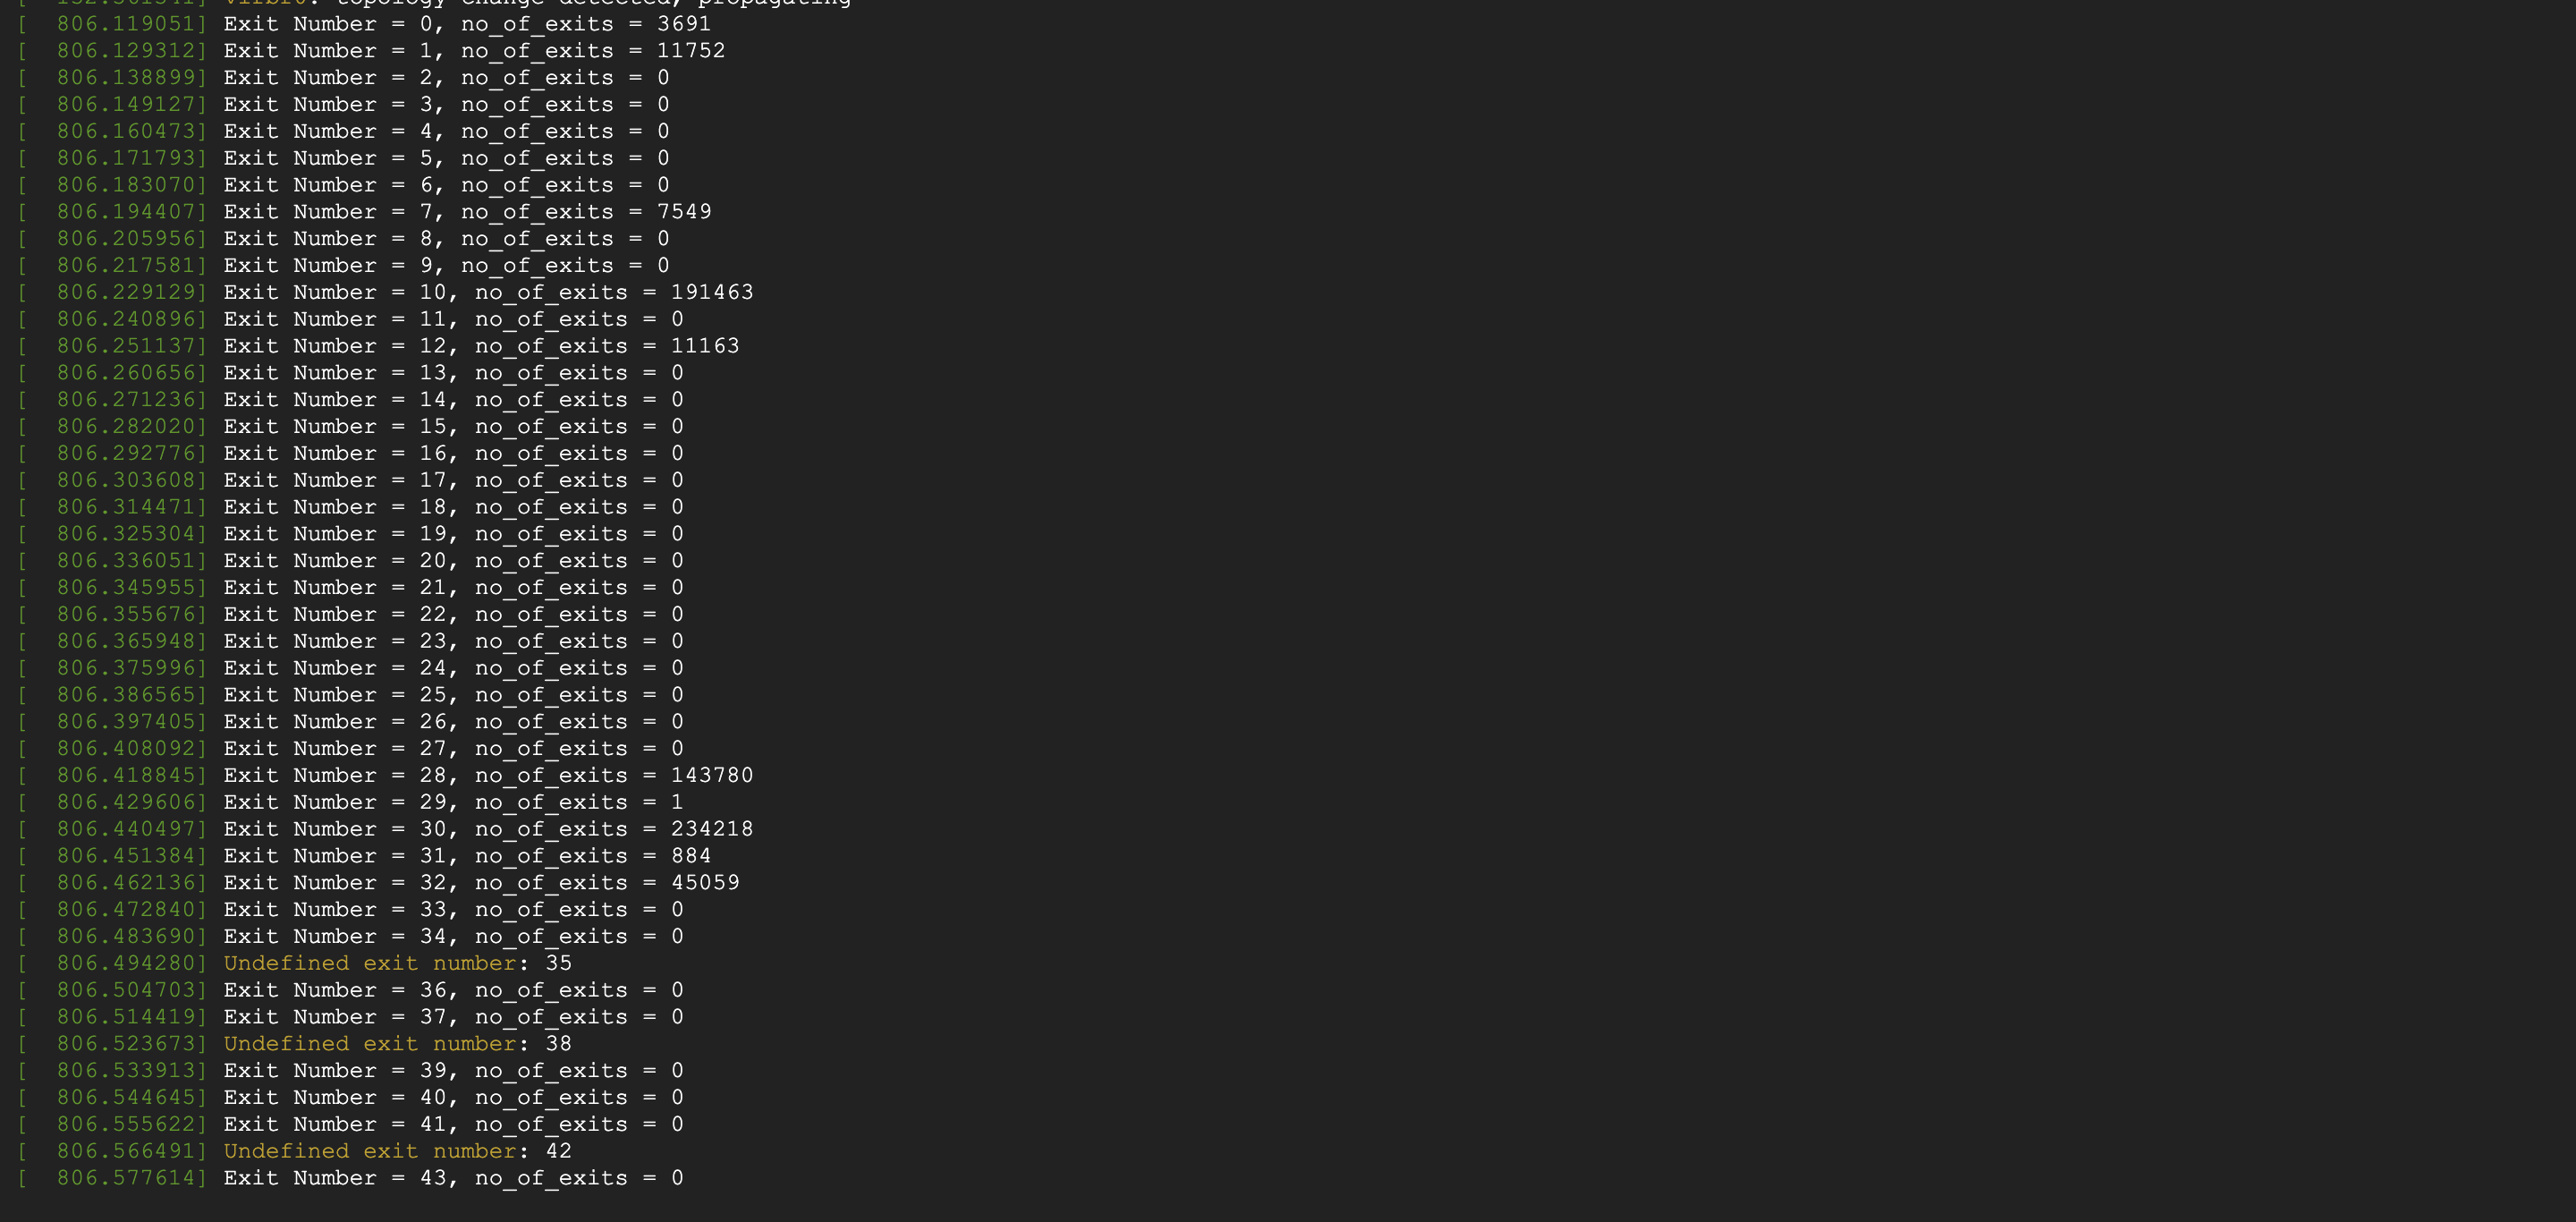 topology change detected, propagating
[  806.119051] Exit Number = 0, no_of_exits = 3691
[  806.129312] Exit Number = 1, no_of_exits = 11752
[  806.138899] Exit Number = 2, no_of_exits = 0
[  806.149127] Exit Number = 3, no_of_exits = 0
[  806.160473] Exit Number = 4, no_of_exits = 0
[  806.171793] Exit Number = 5, no_of_exits = 0
[  806.183070] Exit Number = 6, no_of_exits = 0
[  806.194407] Exit Number = 7, no_of_exits = 7549
[  806.205956] Exit Number = 8, no_of_exits = 0
[  806.217581] Exit Number = 9, no_of_exits = 0
[  806.229129] Exit Number = 10, no_of_exits = 191463
[  806.240896] Exit Number = 11, no_of_exits = 0
[  806.251137] Exit Number = 12, no_of_exits = 11163
[  806.260656] Exit Number = 13, no_of_exits = 0
[  806.271236] Exit Number = 14, no_of_exits = 0
[  806.282020] Exit Number = 15, no_of_exits = 0
[  806.292776] Exit Number = 16, no_of_exits = 0
[  806.303608] Exit Number = 17, no_of_exits = 0
[  806.314471] Exit Number = 18, no_of_exits = 0
[  806.325304] Exit Number = 19, no_of_exits = 0
[  806.336051] Exit Number = 20, no_of_exits = 0
[  806.345955] Exit Number = 21, no_of_exits = 0
[  806.355676] Exit Number = 22, no_of_exits = 0
[  806.365948] Exit Number = 23, no_of_exits = 0
[  806.375996] Exit Number = 24, no_of_exits = 0
[  806.386565] Exit Number = 25, no_of_exits = 0
[  806.397405] Exit Number = 26, no_of_exits = 0
[  806.408092] Exit Number = 27, no_of_exits = 0
[  806.418845] Exit Number = 28, no_of_exits = 143780
[  806.429606] Exit Number = 29, no_of_exits = 1
[  806.440497] Exit Number = 30, no_of_exits = 234218
[  806.451384] Exit Number = 31, no_of_exits = 884
[  806.462136] Exit Number = 32, no_of_exits = 45059
[  806.472840] Exit Number = 33, no_of_exits = 0
[  806.483690] Exit Number = 34, no_of_exits = 0
[  806.494280] Undefined exit number: 35
[  806.504703] Exit Number = 36, no_of_exits = 0
[  806.514419] Exit Number = 37, no_of_exits = 0
[  806.523673] Undefined exit number: 38
[  806.533913] Exit Number = 39, no_of_exits = 0
[  806.544645] Exit Number = 40, no_of_exits = 0
[  806.555622] Exit Number = 41, no_of_exits = 0
[  806.566491] Undefined exit number: 42
[  806.577614] Exit Number = 43, no_of_exits = 0